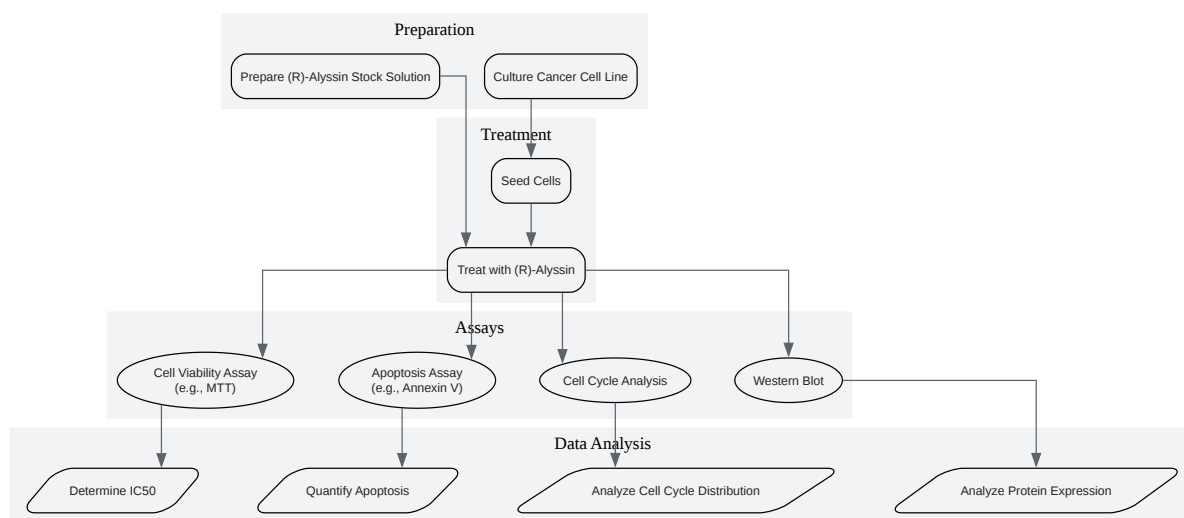 Preparation
Prepare (R)-Alyssin Stock Solution
Culture Cancer Cell Line
Treatment
Seed Cells
Treat with (R)-Alyssin
Assays
Cell Viability Assay
(e.g., MTT)
Apoptosis Assay
(e.g., Annexin V)
Cell Cycle Analysis
Western Blot
Data Analysis
Determine IC50
Quantify Apoptosis
Analyze Cell Cycle Distribution
Analyze Protein Expression